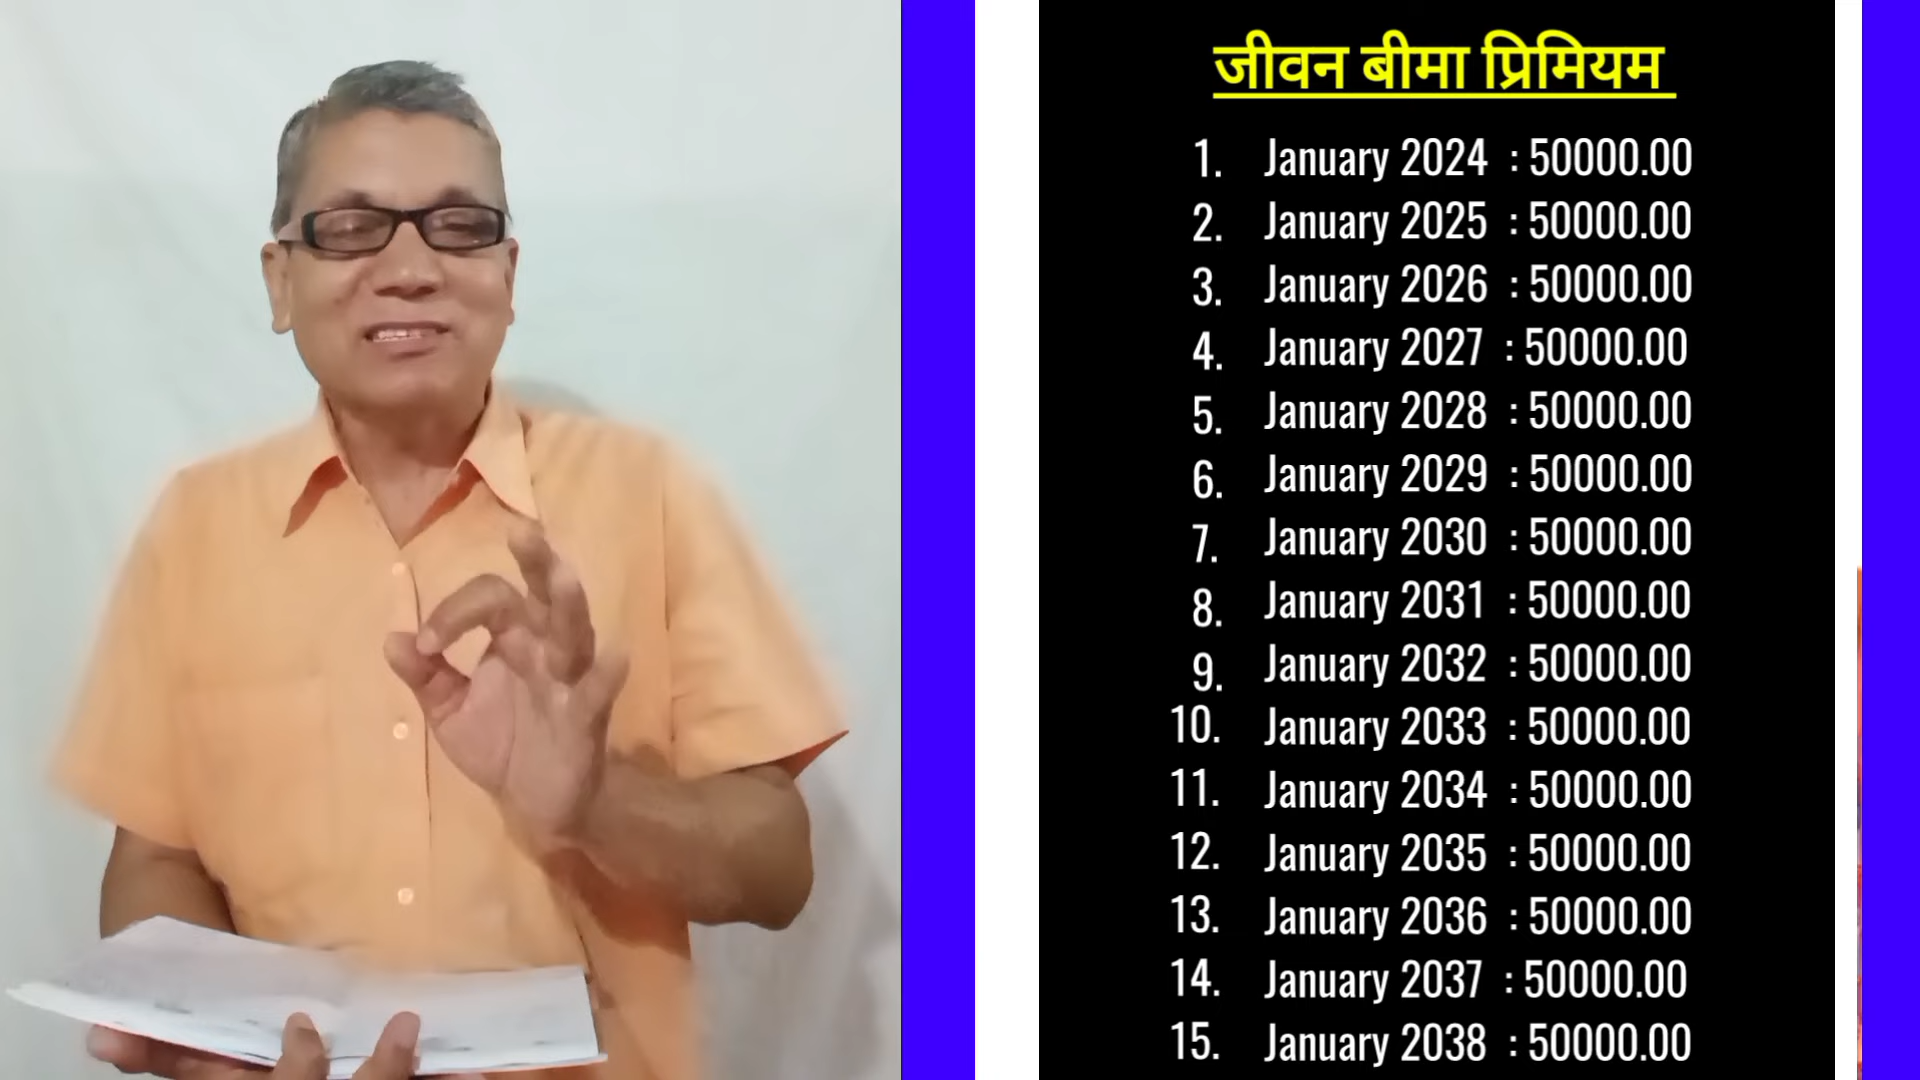 जीवन बीमा प्रिमियम
1. January 2024 : 50000.00
2. January 2025 : 50000.00
3. January 2026 : 50000.00
4. January 2027 : 50000.00
5. January 2028 : 50000.00
6. January 2029 : 50000.00
7. January 2030 : 50000.00
8. January 2031 : 50000.00
9. January 2032 : 50000.00
10. January 2033 : 50000.00
11. January 2034 : 50000.00
12. January 2035 : 50000.00
13. January 2036 : 50000.00
14. January 2037 : 50000.00
15. January 2038 : 50000.00